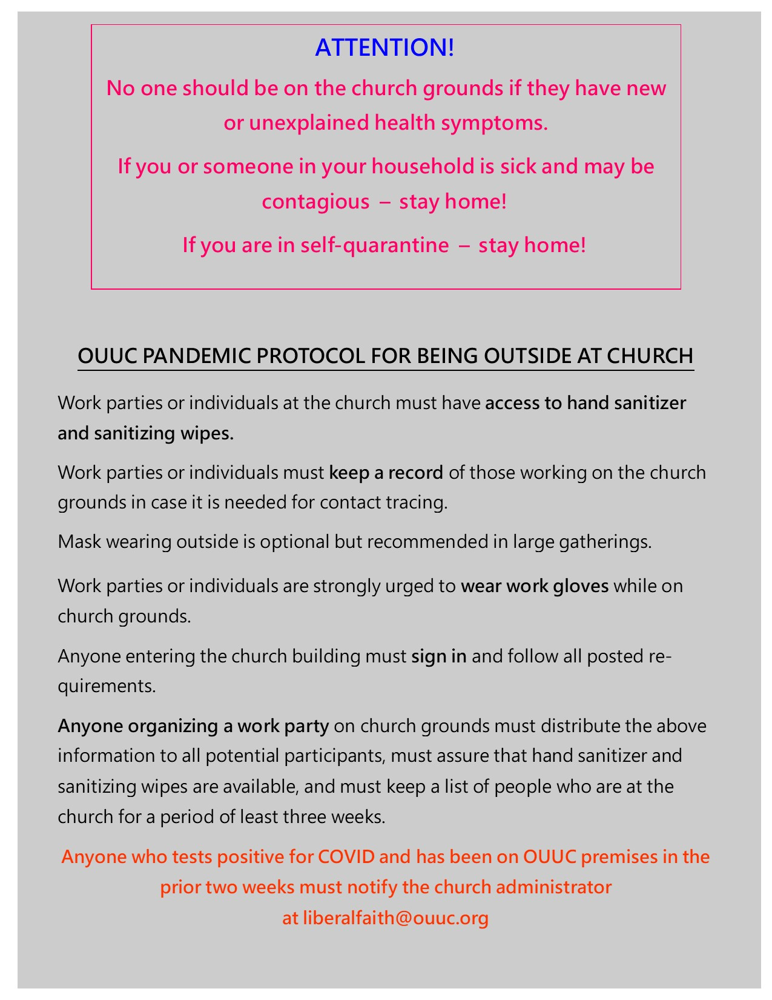 ATTENTION!
No one should be on the church grounds if they have new
or unexplained health symptoms.
If you or someone in your household is sick and may be
contagious – stay home!
If you are in self-quarantine – stay home!
OUUC PANDEMIC PROTOCOL FOR BEING OUTSIDE AT CHURCH
Work parties or individuals at the church must have access to hand sanitizer
and sanitizing wipes.
Work parties or individuals must keep a record of those working on the church
grounds in case it is needed for contact tracing.
Mask wearing outside is optional but recommended in large gatherings.
Work parties or individuals are strongly urged to wear work gloves while on
church grounds.
Anyone entering the church building must sign in and follow all posted re-
quirements.
Anyone organizing a work party on church grounds must distribute the above
information to all potential participants, must assure that hand sanitizer and
sanitizing wipes are available, and must keep a list of people who are at the
church for a period of least three weeks.
Anyone who tests positive for COVID and has been on OUUC premises in the
prior two weeks must notify the church administrator
at liberalfaith@ouuc.org